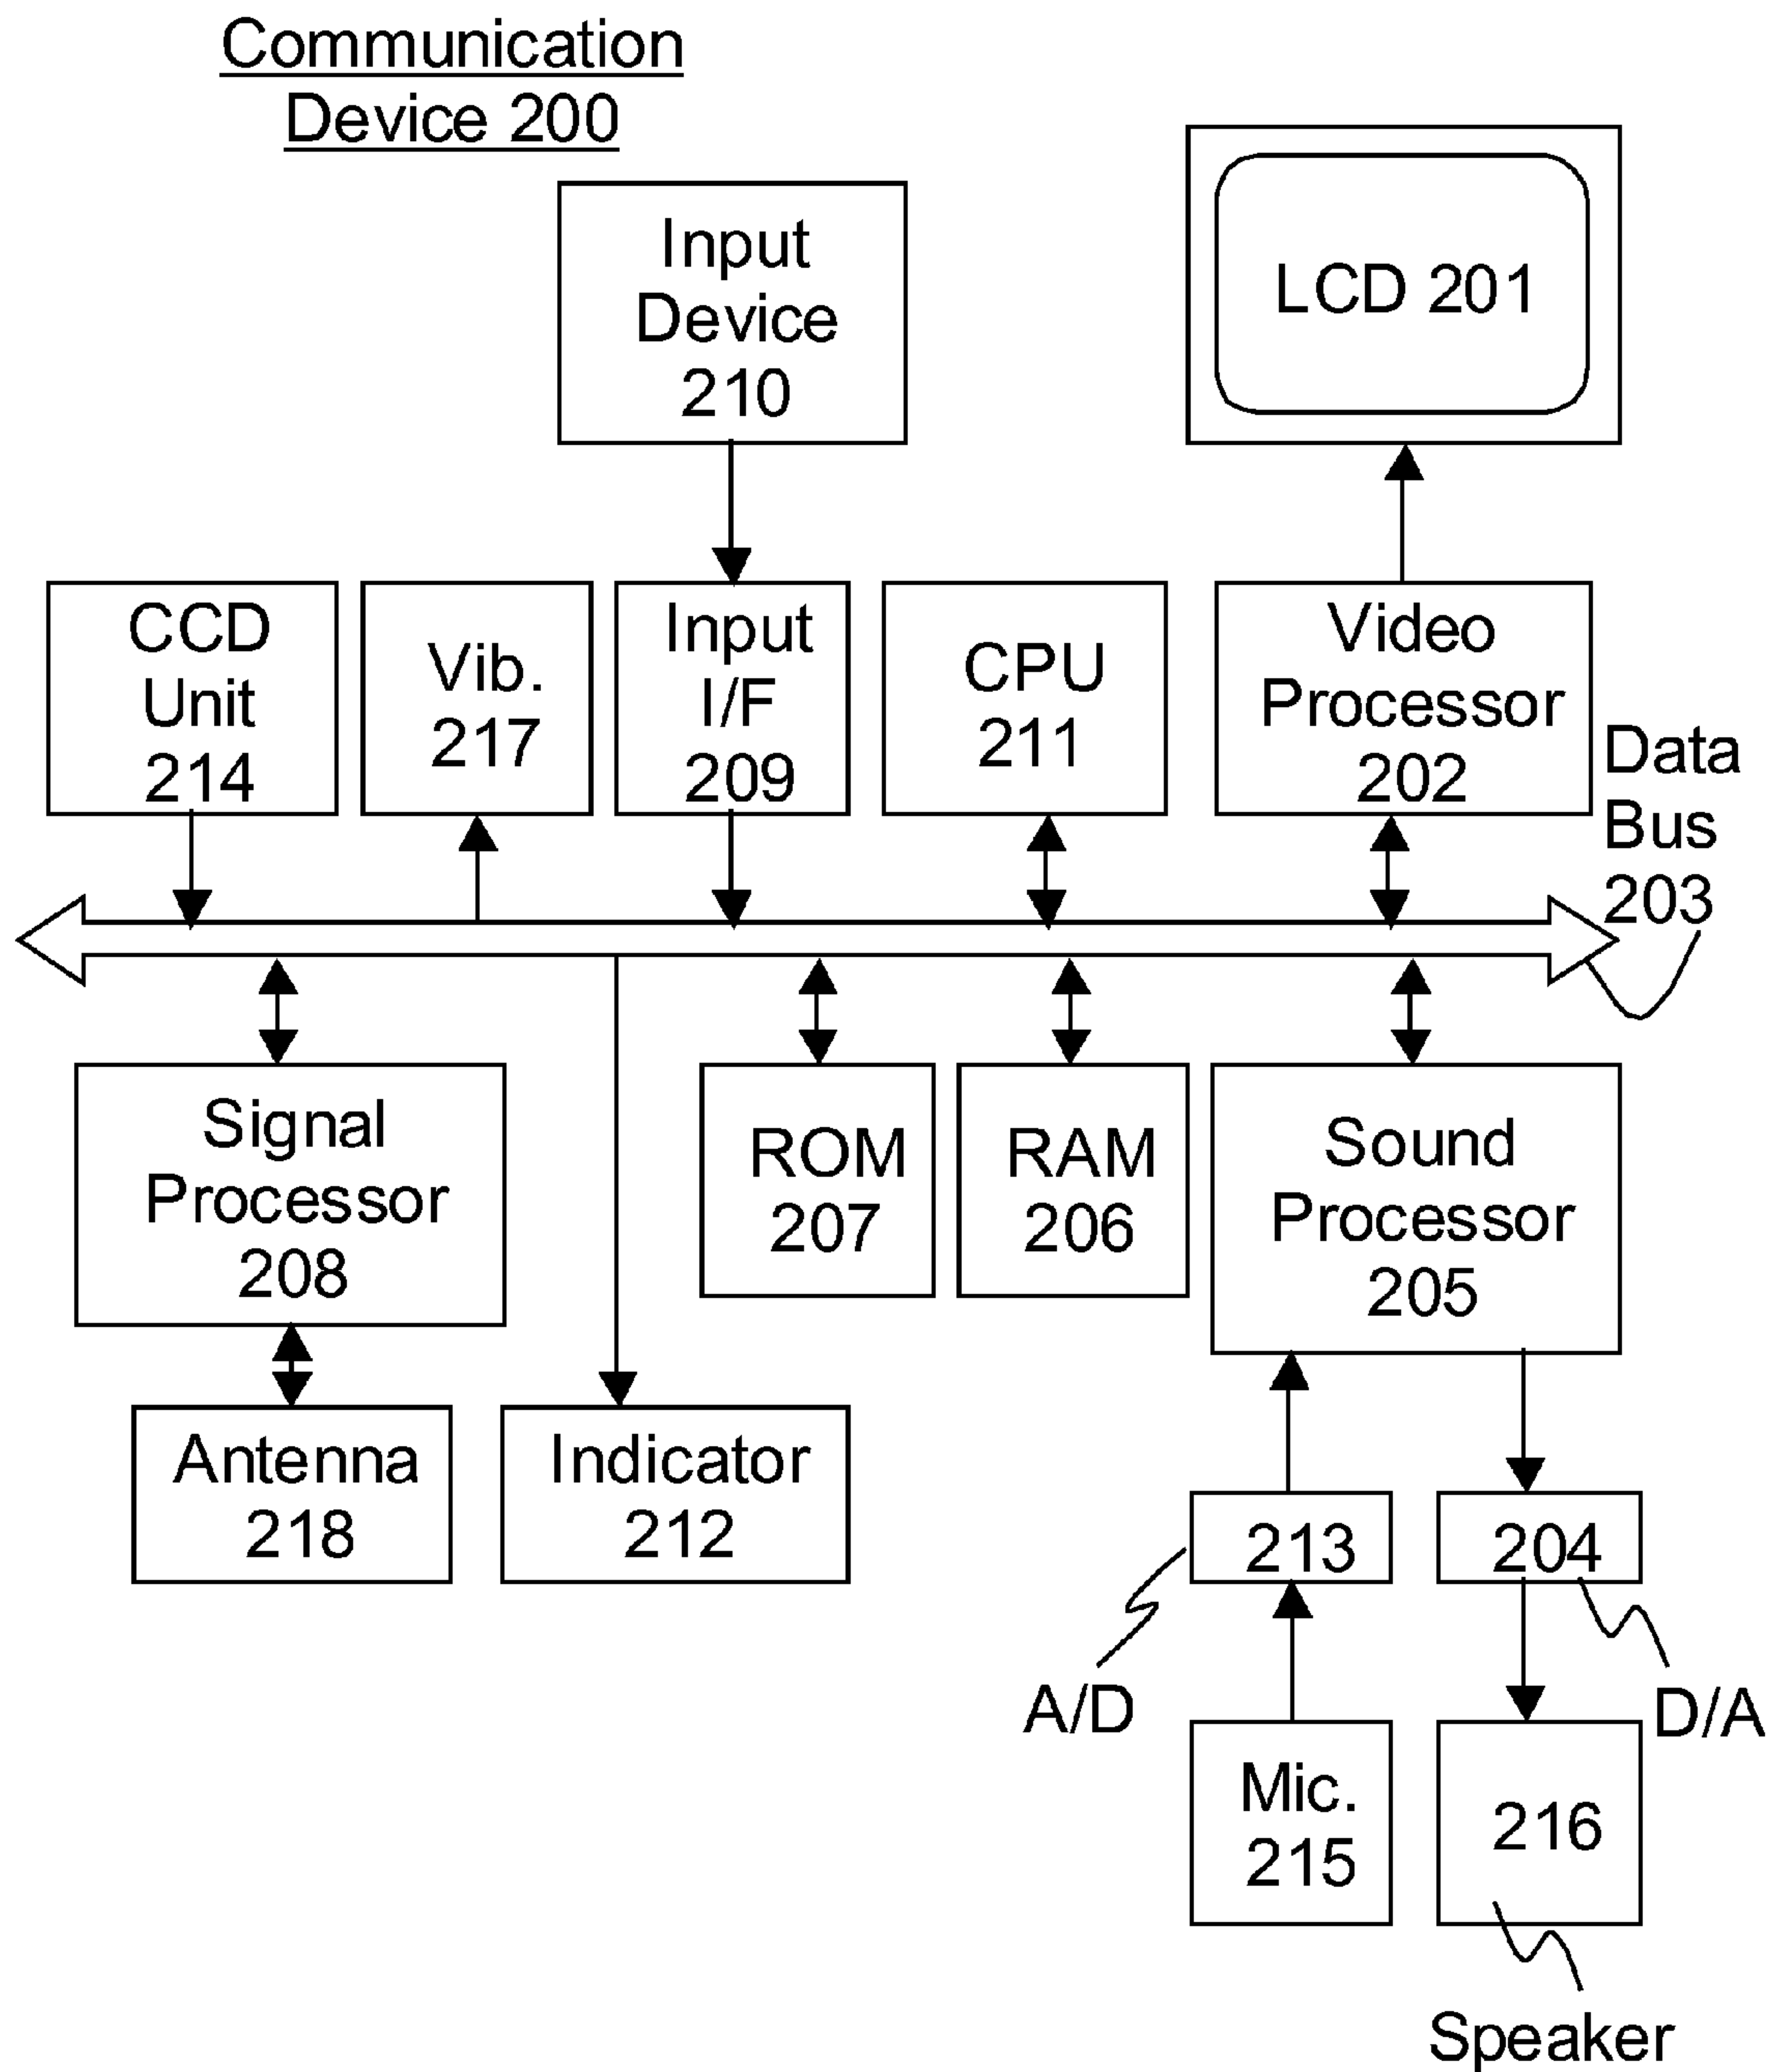 Communication
Device 200
Input
Device
210
LCD 201
CCD
Unit
214
Vib.
217
Input
I/F
209
CPU
211
Video
Processor
202
Data
Bus
203
Signal
Processor
208
ROM
207
RAM
206
Sound
Processor
205
Antenna
218
Indicator
212
213
204
A/D
D/A
Mic.
215
216
Speaker